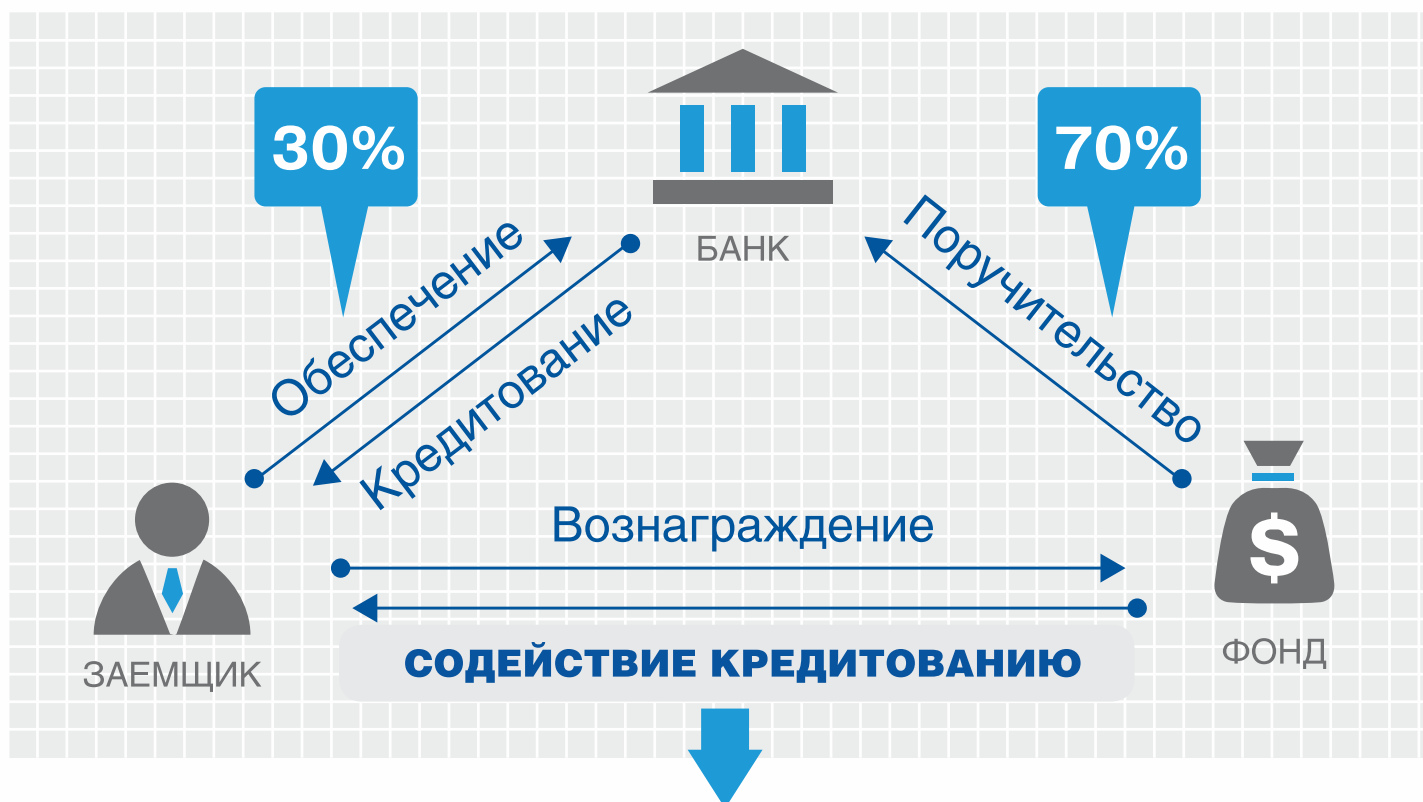 30%
70%
БАНК
Обеспечение
Кредитование
Поручительство
Вознаграждение
$
ЗАЕМЩИК
СОДЕЙСТВИЕ КРЕДИТОВАНИЮ
ФОНД